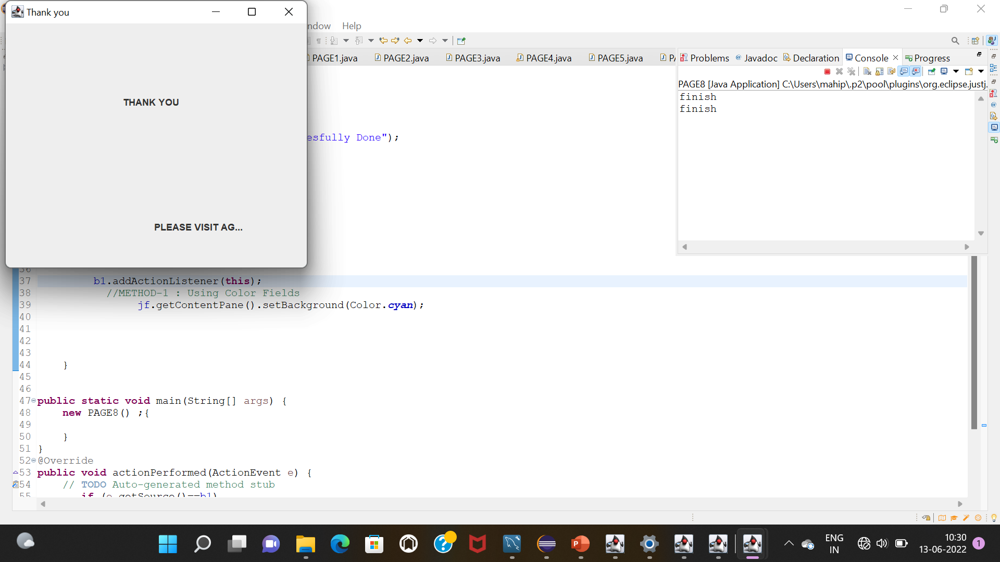 Thank you
THANK YOU
PLEASE VISIT AG...
ndow Help
PAGE1.java PAGE2.java PAGE3.java PAGE4.java PAGE5.java
Problems @ Javadoc Declaration Console Progress
PAGE8 [Java Application] C:\Users\mahip\.p2\pool\plugins\org.eclipse.justj.
finish
finish
esfully Done");
36
37 b1.addActionListener(this);
38 //METHOD-1 : Using Color Fields
39 jf.getContentPane().setBackground(Color.cyan);
40
41
42
43
44 }
45
46
47 public static void main(String[] args) {
48 new PAGE8() ;{
49
50 }
51 }
52 @Override
53 public void actionPerformed(ActionEvent e) {
54 // TODO Auto-generated method stub
55 if (e.getSource()==b1)
ENG
IN
10:30
13-06-2022
1